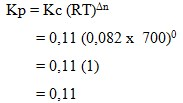 Kp = Kc (RT)^Δn
= 0,11 (0,082 x 700)^0
= 0,11 (1)
= 0,11